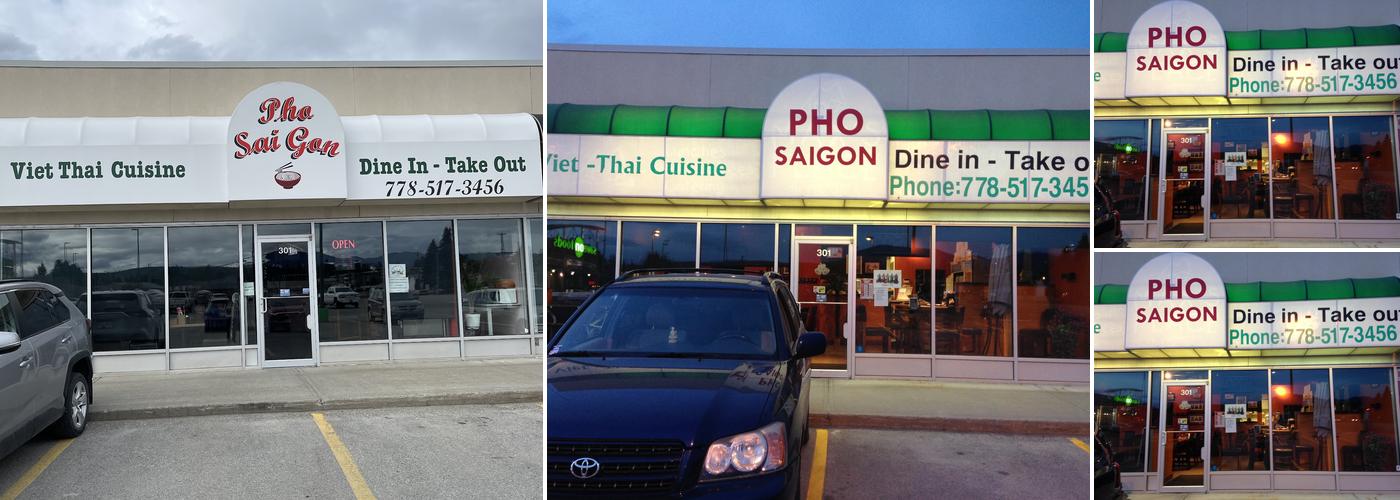 Pho
Sai Gon
Viet Thai Cuisine
Dine In - Take Out
778-517-3456
301
OPEN
PHO
SAIGON
Viet -Thai Cuisine
Dine in - Take o
Phone:778-517-345
301
PHO
SAIGON
e
Dine in - Take out
Phone:778-517-3456
301
PHO
SAIGON
e
Dine in - Take out
Phone:778-517-3456
301